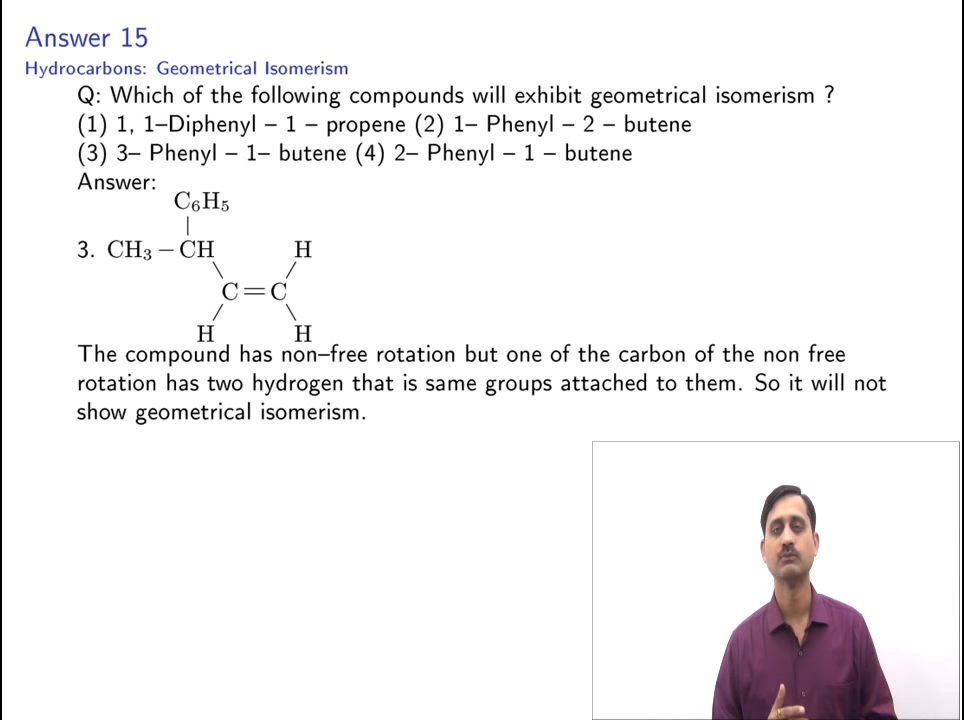 Answer 15
Hydrocarbons: Geometrical Isomerism
Q: Which of the following compounds will exhibit geometrical isomerism ?
(1) 1, 1–Diphenyl – 1 – propene (2) 1– Phenyl – 2 – butene
(3) 3– Phenyl – 1– butene (4) 2– Phenyl – 1 – butene
Answer:
C₆H₅
|
3. CH₃ – CH H
\ /
C=C
/ \
H H
The compound has non–free rotation but one of the carbon of the non free
rotation has two hydrogen that is same groups attached to them. So it will not
show geometrical isomerism.